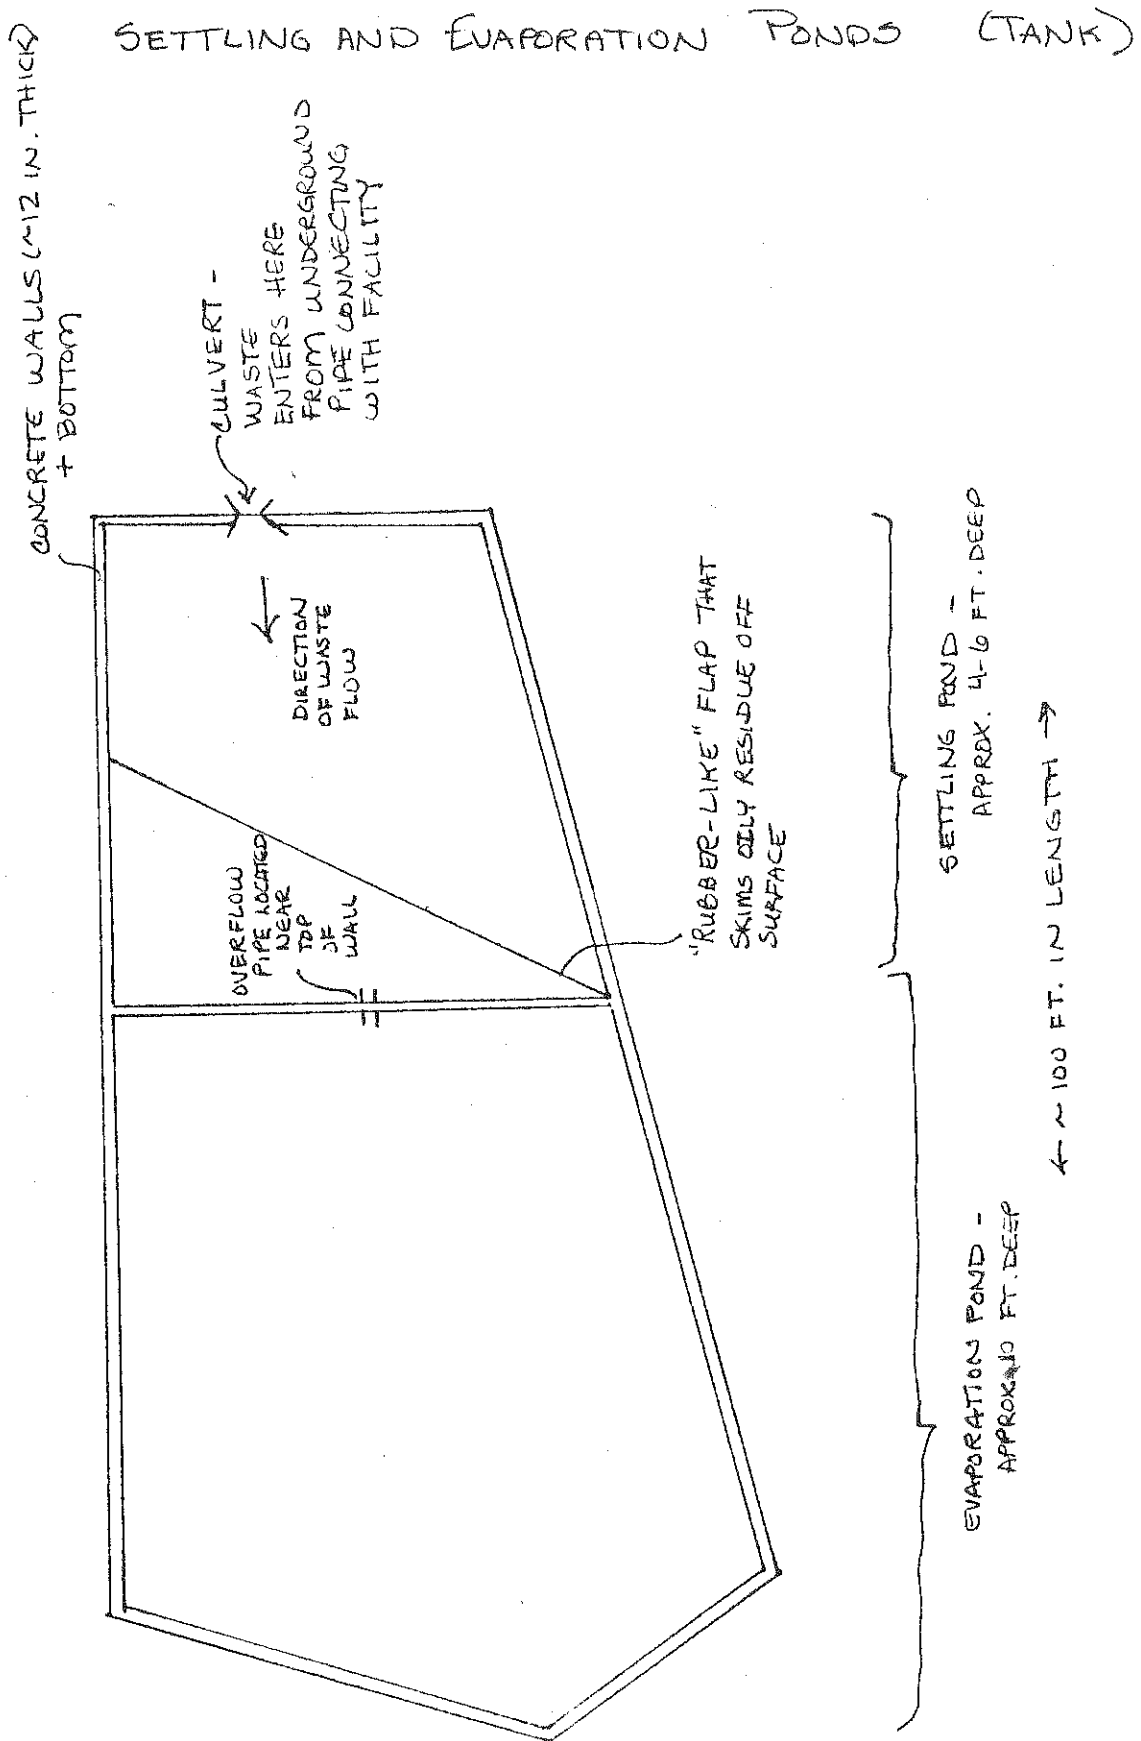 SETTLING AND EVAPORATION PONDS (TANK)
CONCRETE WALLS (~12 IN. THICK)
+ BOTTOM
CULVERT -
WASTE
ENTERS HERE
FROM UNDERGROUND
PIPE CONNECTING
WITH FACILITY
DIRECTION
OF WASTE
FLOW
OVERFLOW
PIPE LOCATED
NEAR
TOP
OF
WALL
"RUBBER-LIKE" FLAP THAT
SKIMS OILY RESIDUE OFF
SURFACE
SETTLING POND -
APPROX. 4-6 FT. DEEP
EVAPORATION POND -
APPROX. FT. DEEP
← ~100 FT. IN LENGTH →